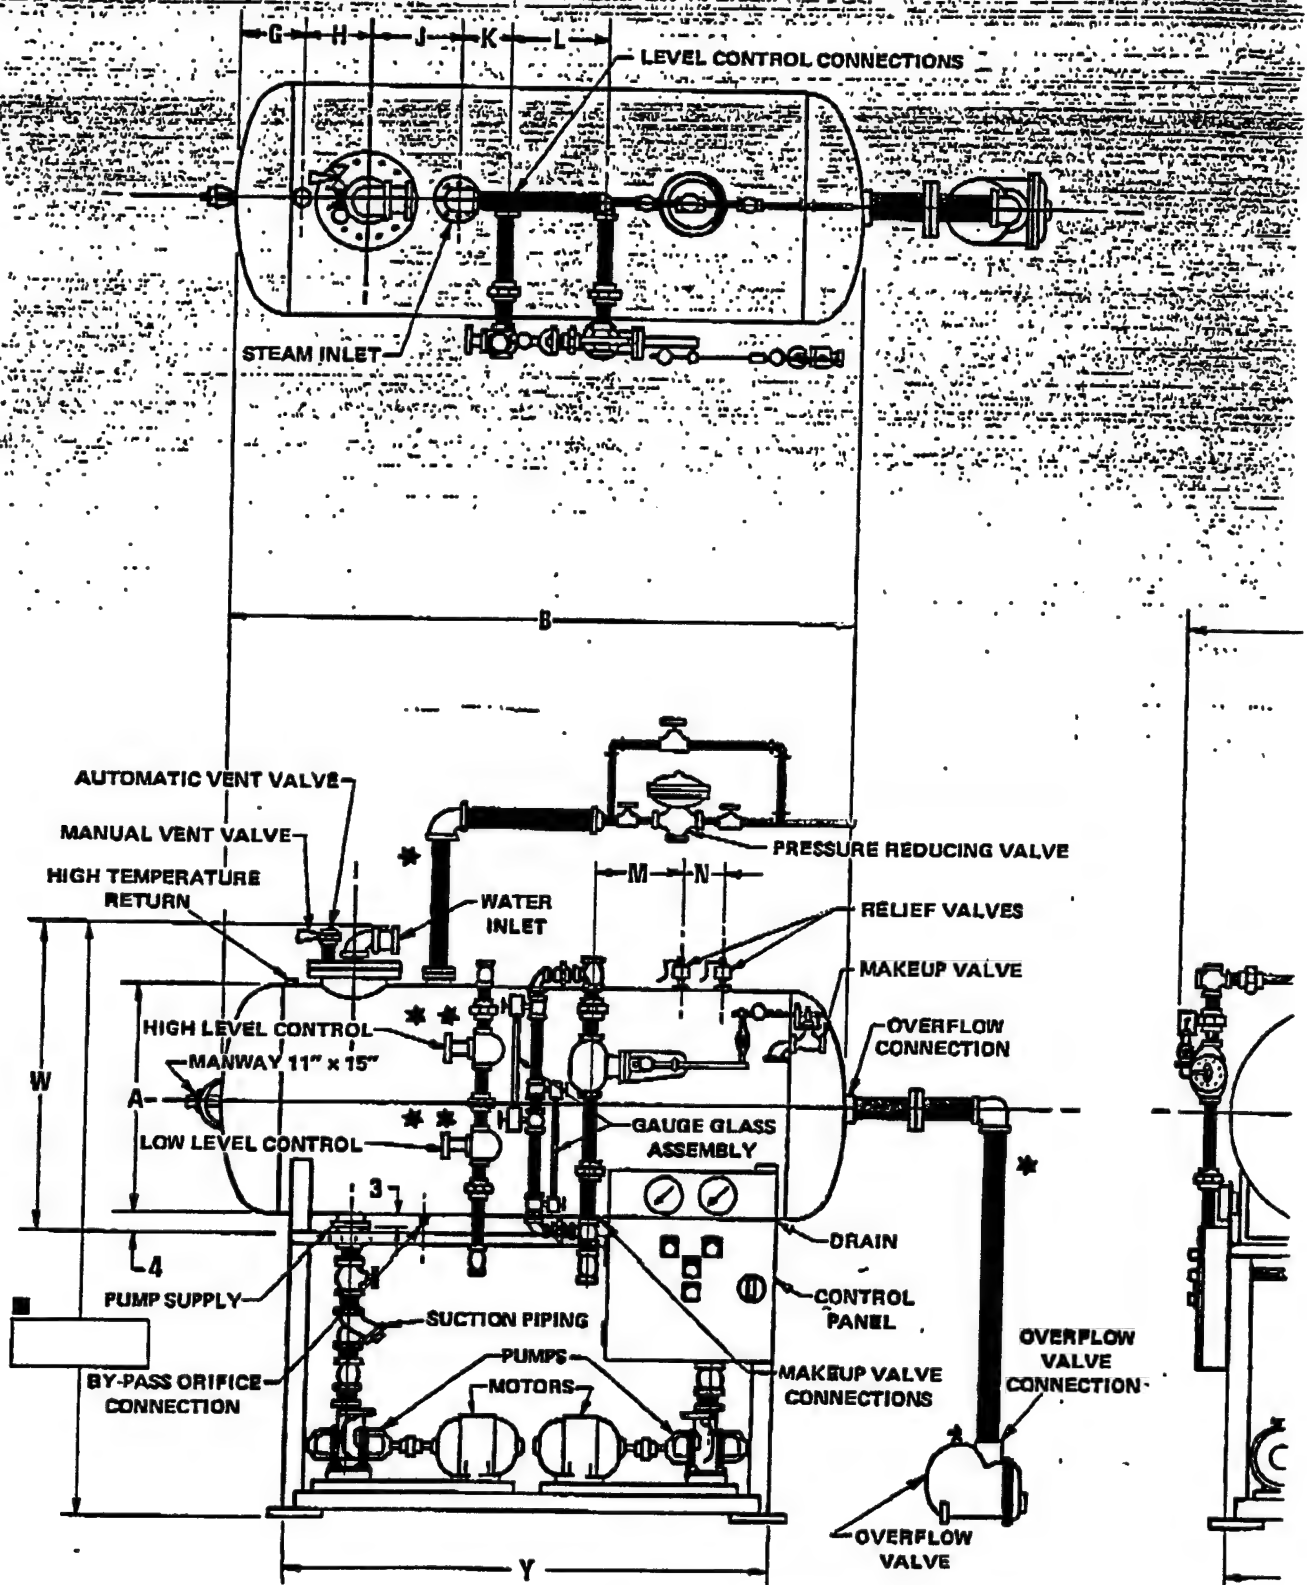 G H J K L
LEVEL CONTROL CONNECTIONS
STEAM INLET
B
AUTOMATIC VENT VALVE
MANUAL VENT VALVE
HIGH TEMPERATURE
RETURN
WATER
INLET
PRESSURE REDUCING VALVE
M N
RELIEF VALVES
MAKEUP VALVE
OVERFLOW
CONNECTION
HIGH LEVEL CONTROL
MANWAY 11" x 15"
W
A
LOW LEVEL CONTROL
GAUGE GLASS
ASSEMBLY
3
4
DRAIN
PUMP SUPPLY
CONTROL
PANEL
SUCTION PIPING
OVERFLOW
VALVE
CONNECTION
PUMPS
BY-PASS ORIFICE
CONNECTION
MOTORS
MAKEUP VALVE
CONNECTIONS
OVERFLOW
VALVE
Y